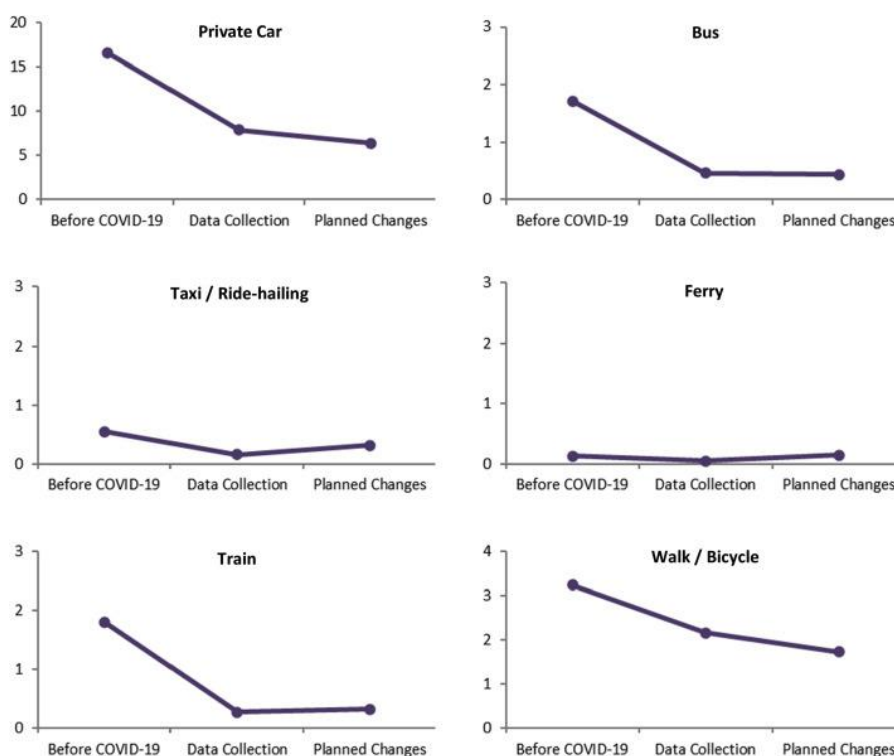 Private Car
20
15
10
5
0
Before COVID-19 Data Collection Planned Changes
Bus
3
2
1
0
Before COVID-19 Data Collection Planned Changes
Taxi / Ride-hailing
3
2
1
0
Before COVID-19 Data Collection Planned Changes
Ferry
3
2
1
0
Before COVID-19 Data Collection Planned Changes
Train
3
2
1
0
Before COVID-19 Data Collection Planned Changes
Walk / Bicycle
4
3
2
1
0
Before COVID-19 Data Collection Planned Changes